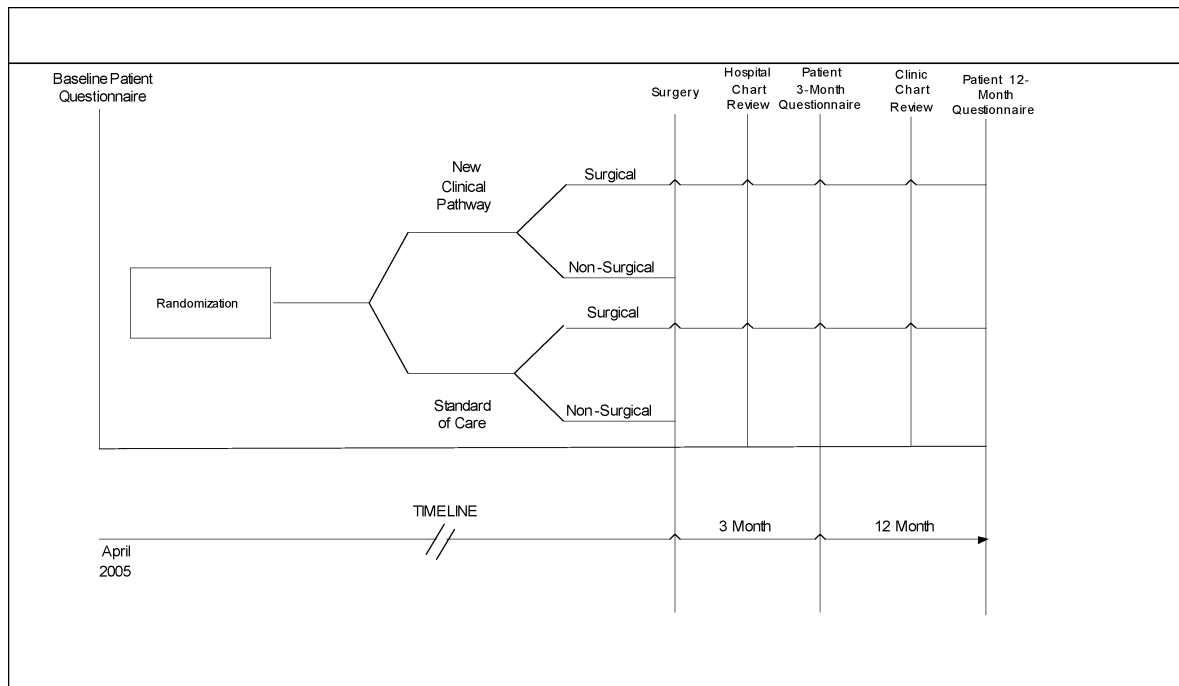 Baseline Patient
Questionnaire
Surgery
Hospital
Chart
Review
Patient
3-Month
Questionnaire
Clinic
Chart
Review
Patient 12-
Month
Questionnaire
New
Clinical
Pathway
Surgical
Non-Surgical
Randomization
Surgical
Standard
of Care
Non-Surgical
TIMELINE
3 Month
12 Month
April
2005